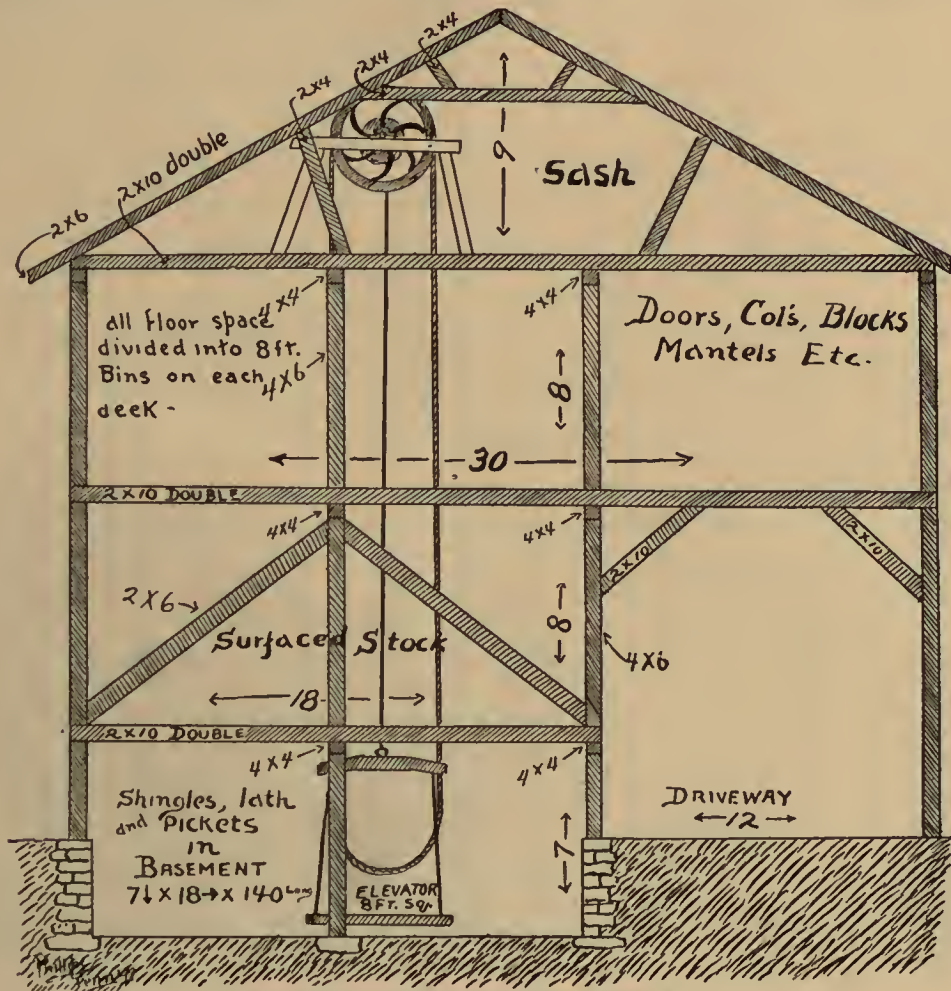 2X4
2X4
2X4
2X10 double
2X6
9
Sash
4X4
all floor space
divided into 8ft.
Bins on each
deek -
4X6
4X4
8
Doors, Col's, Blocks
Mantels Etc.
30
2X10 DOUBLE
4X4
4X4
2X10
2X10
2X6
8
Surfaced Stock
4X6
18
2X10 DOUBLE
4X4
4X4
Shingles, lath
and Pickets
in
BASEMENT
7↓ X 18→ X 140 Long
ELEVATOR
8FT. Sqr.
7
DRIVEWAY
12